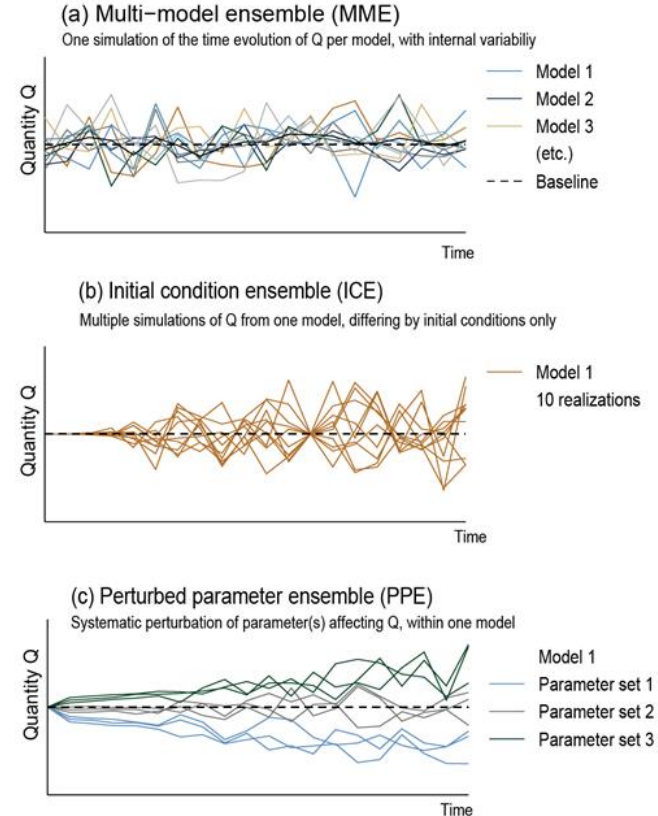 (a) Multi−model ensemble (MME)
One simulation of the time evolution of Q per model, with internal variabiliy
Quantity Q
Model 1
Model 2
Model 3
(etc.)
Baseline
Time
(b) Initial condition ensemble (ICE)
Multiple simulations of Q from one model, differing by initial conditions only
Quantity Q
Model 1
10 realizations
Time
(c) Perturbed parameter ensemble (PPE)
Systematic perturbation of parameter(s) affecting Q, within one model
Quantity Q
Model 1
Parameter set 1
Parameter set 2
Parameter set 3
Time